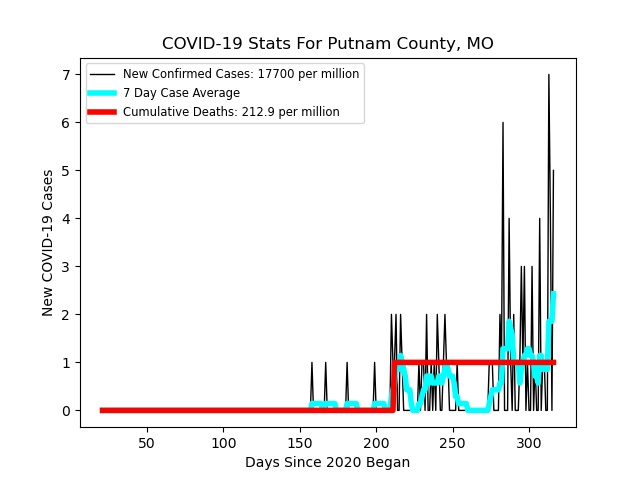 COVID-19 Stats For Putnam County, MO
New Confirmed Cases: 17700 per million
7 Day Case Average
Cumulative Deaths: 212.9 per million
New COVID-19 Cases
7
6
5
4
3
2
1
0
50 100 150 200 250 300
Days Since 2020 Began